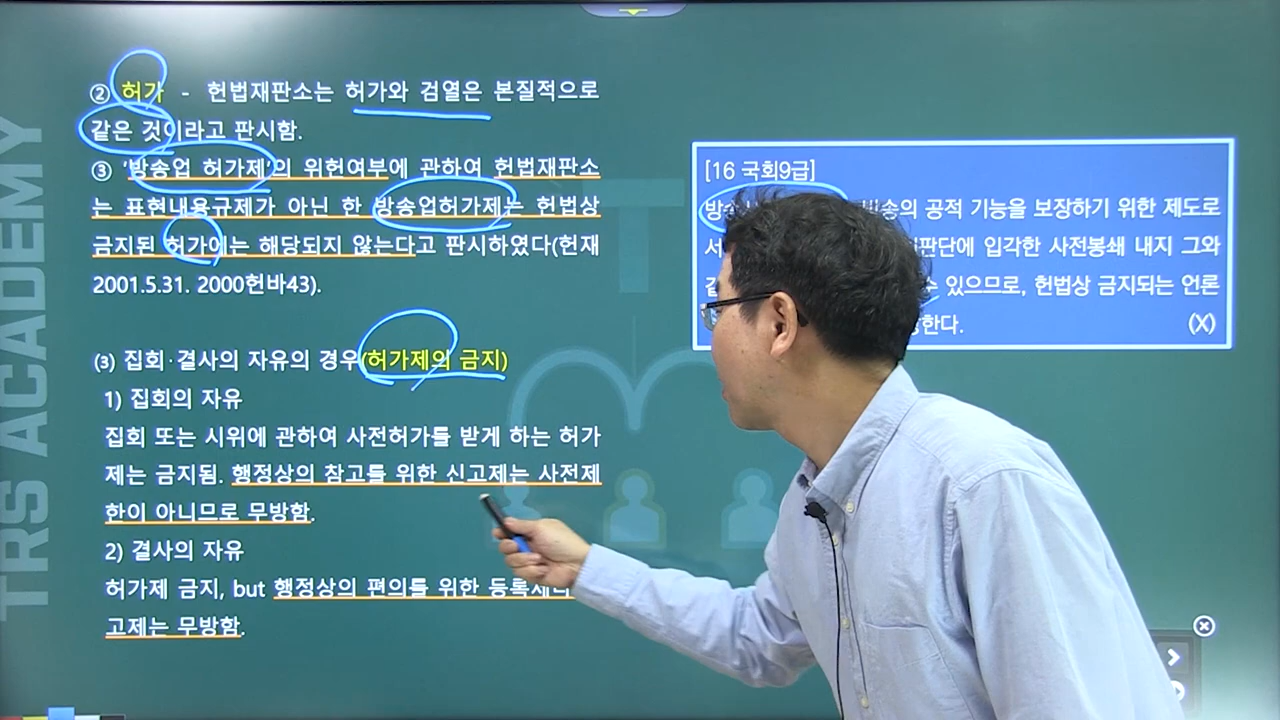 ② 허가 - 헌법재판소는 허가와 검열은 본질적으로
같은 것이라고 판시함.
③ '방송업 허가제'의 위헌여부에 관하여 헌법재판소
는 표현내용규제가 아닌 한 방송업허가제는 헌법상
금지된 허가에는 해당되지 않는다고 판시하였다(헌재
2001.5.31. 2000헌바43).
(3) 집회·결사의 자유의 경우(허가제의 금지)
1) 집회의 자유
집회 또는 시위에 관하여 사전허가를 받게 하는 허가
제는 금지됨. 행정상의 참고를 위한 신고제는 사전제
한이 아니므로 무방함.
2) 결사의 자유
허가제 금지, but 행정상의 편의를 위한
고제는 무방함.
[16 국회9급]
공적 기능을 보장하기 위한 제도로
서 입각한 사전봉쇄 내지 그와
있으므로, 헌법상 금지되는 언론
한다. (X)
TRS ACADEMY